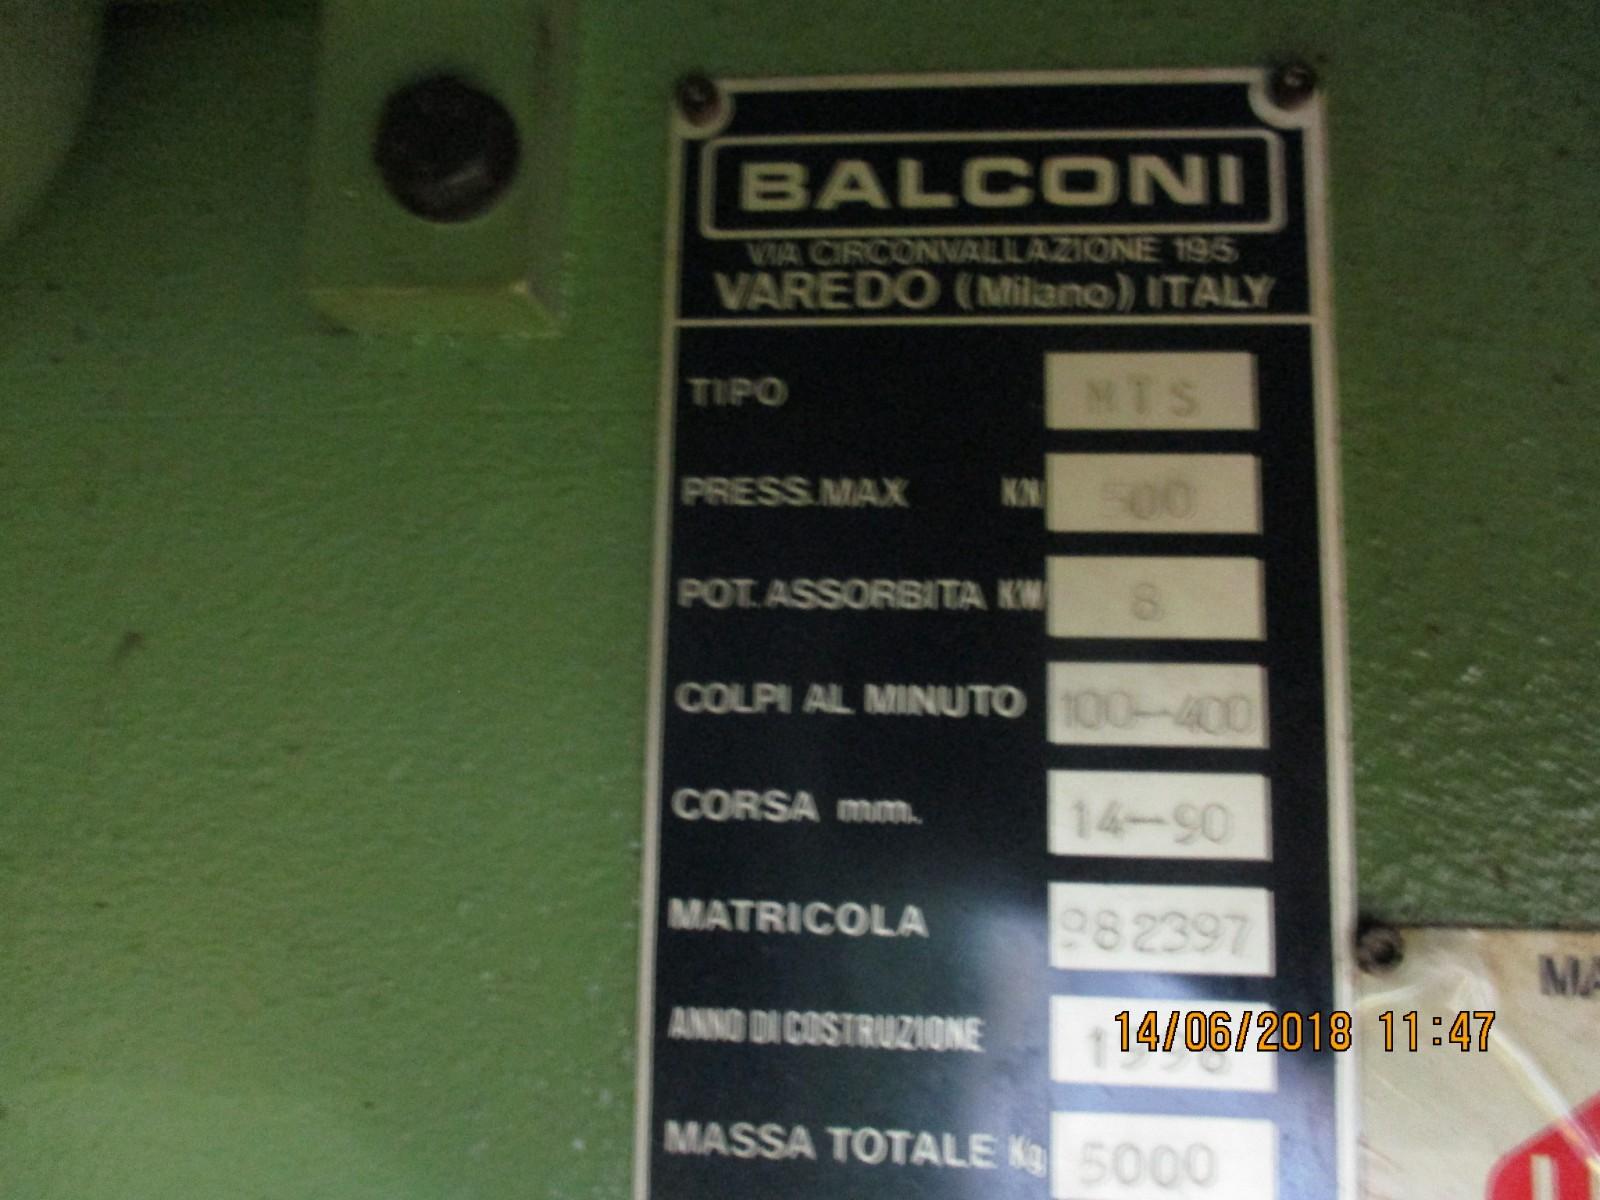 BALCONI
VIA CIRCONVALLAZIONE 195
VAREDO (Milano) ITALY
TIPO MTS
PRESS.MAX KN 500
POT. ASSORBITA KW 8
COLPI AL MINUTO 100-400
CORSA mm. 14-90
MATRICOLA 982397
ANNO DI COSTRUZIONE 1998
14/06/2018 11:47
MASSA TOTALE Kg 5000